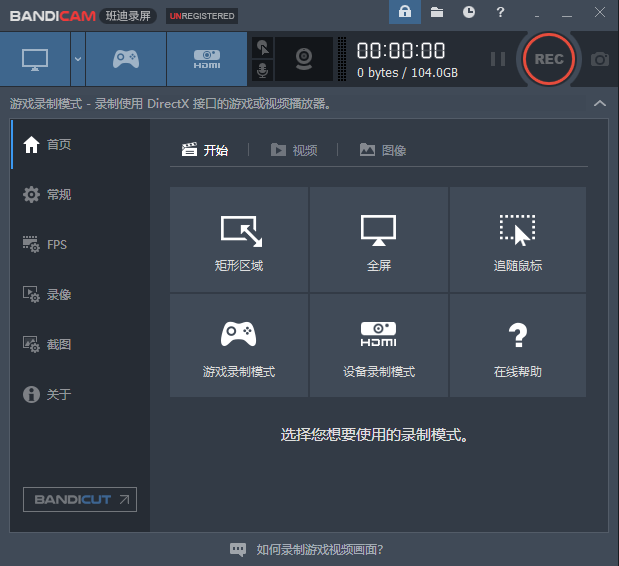 BANDICAM 班迪录屏 UNREGISTERED ?
HDMI
00:00:00
0 bytes / 104.0GB
REC
游戏录制模式 - 录制使用 DirectX 接口的游戏或视频播放器。
首页
常规
FPS
录像
截图
关于
BANDICUT
开始 | 视频 | 图像
矩形区域
全屏
追随鼠标
HDMI
?
游戏录制模式
设备录制模式
在线帮助
选择您想要使用的录制模式。
如何录制游戏视频画面?